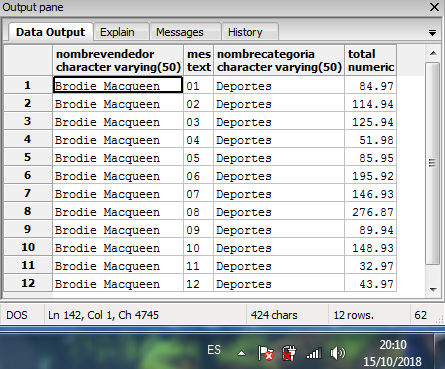 Output pane
Data Output Explain Messages History
nombrevendedor mes nombrecategoria total
character varying(50) text character varying(50) numeric
1 Brodie Macqueen 01 Deportes 84.97
2 Brodie Macqueen 02 Deportes 114.94
3 Brodie Macqueen 03 Deportes 125.94
4 Brodie Macqueen 04 Deportes 51.98
5 Brodie Macqueen 05 Deportes 85.95
6 Brodie Macqueen 06 Deportes 195.92
7 Brodie Macqueen 07 Deportes 146.93
8 Brodie Macqueen 08 Deportes 276.87
9 Brodie Macqueen 09 Deportes 89.94
10 Brodie Macqueen 10 Deportes 148.93
11 Brodie Macqueen 11 Deportes 32.97
12 Brodie Macqueen 12 Deportes 43.97
DOS Ln 142, Col 1, Ch 4745 424 chars 12 rows. 62
ES 20:10
15/10/2018